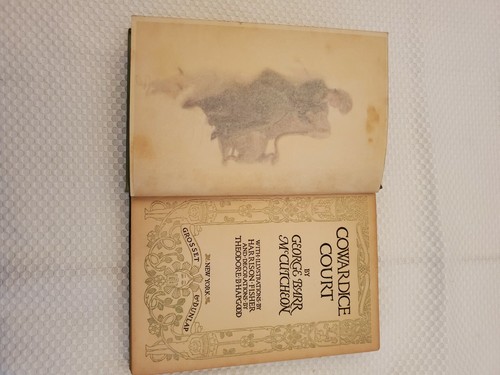 COWARDICE
COURT
BY
GEORGE BARR
McCUTCHEON
WITH ILLUSTRATIONS BY
HARRISON FISHER
AND DECORATIONS BY
THEODORE B. HAPGOOD
GROSSET & DUNLAP
NEW YORK